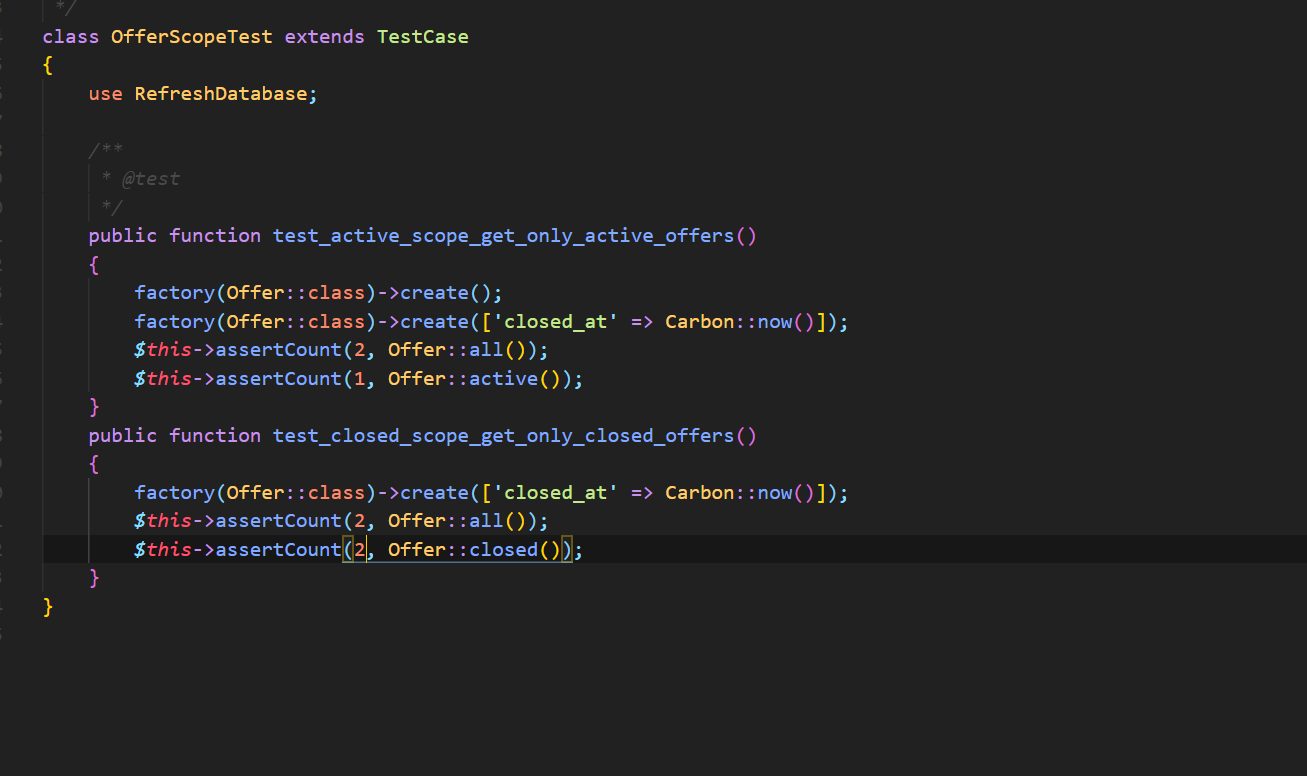 */
class OfferScopeTest extends TestCase
{
    use RefreshDatabase;

    /**
     * @test
     */
    public function test_active_scope_get_only_active_offers()
    {
        factory(Offer::class)->create();
        factory(Offer::class)->create(['closed_at' => Carbon::now()]);
        $this->assertCount(2, Offer::all());
        $this->assertCount(1, Offer::active());
    }
    public function test_closed_scope_get_only_closed_offers()
    {
        factory(Offer::class)->create(['closed_at' => Carbon::now()]);
        $this->assertCount(2, Offer::all());
        $this->assertCount(2, Offer::closed());
    }
}